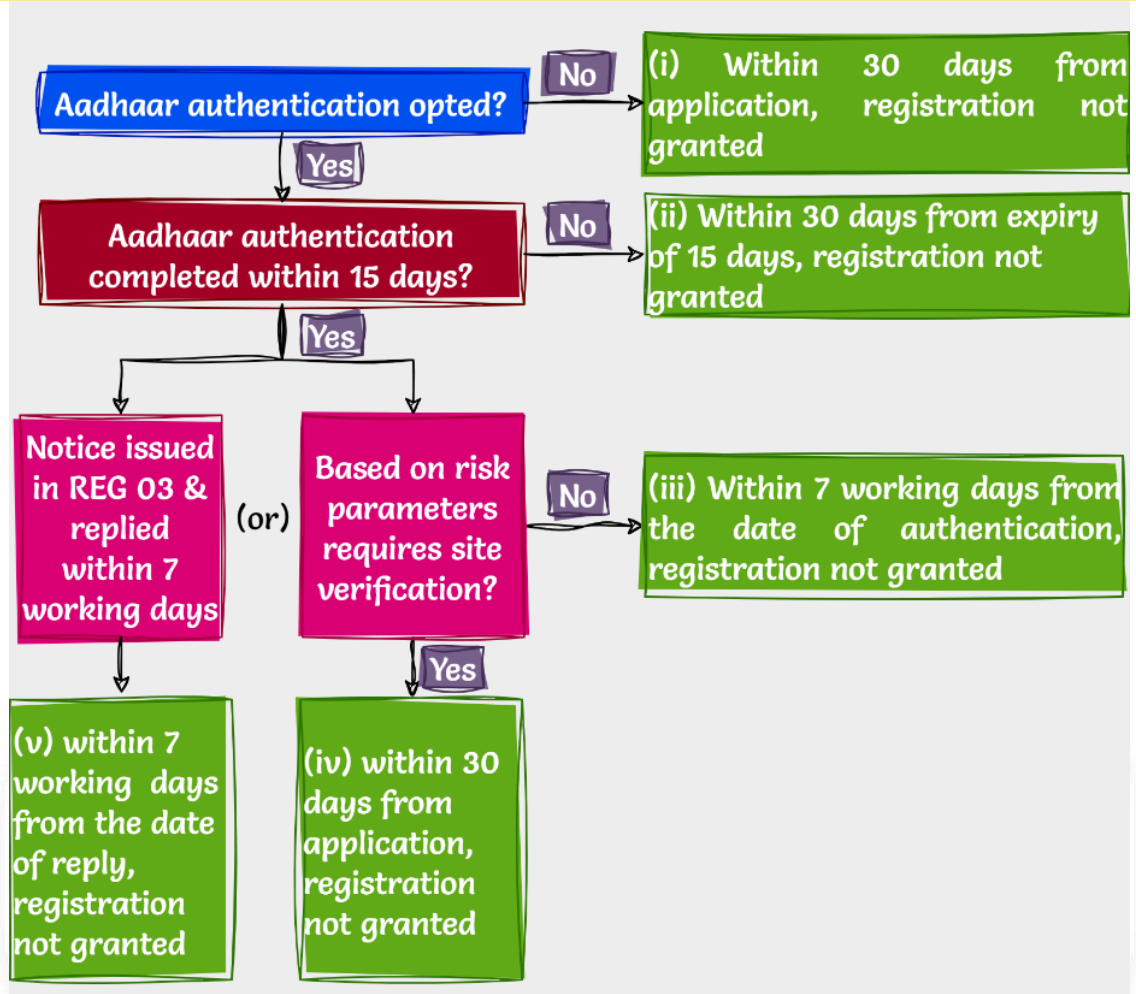 Aadhaar authentication opted?
No
(i) Within 30 days from
application, registration not
granted
Yes
Aadhaar authentication
completed within 15 days?
No
(ii) Within 30 days from expiry
of 15 days, registration not
granted
Yes
Notice issued
in REG 03 &
replied
within 7
working days
(or)
Based on risk
parameters
requires site
verification?
No
(iii) Within 7 working days from
the date of authentication,
registration not granted
Yes
(v) within 7
working days
from the date
of reply,
registration
not granted
(iv) within 30
days from
application,
registration
not granted